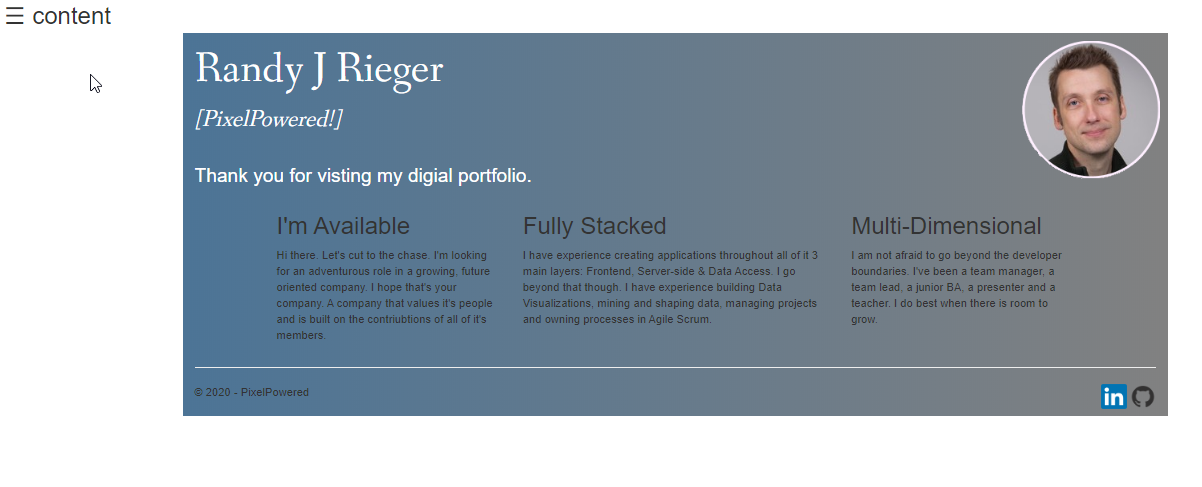 ☰ content
Randy J Rieger
[PixelPowered!]
Thank you for visting my digial portfolio.
I'm Available
Hi there. Let's cut to the chase. I'm looking
for an adventurous role in a growing, future
oriented company. I hope that's your
company. A company that values it's people
and is built on the contriubtions of all of it's
members.
Fully Stacked
I have experience creating applications throughout all of it 3
main layers: Frontend, Server-side & Data Access. I go
beyond that though. I have experience building Data
Visualizations, mining and shaping data, managing projects
and owning processes in Agile Scrum.
Multi-Dimensional
I am not afraid to go beyond the developer
boundaries. I've been a team manager, a
team lead, a junior BA, a presenter and a
teacher. I do best when there is room to
grow.
© 2020 - PixelPowered
in